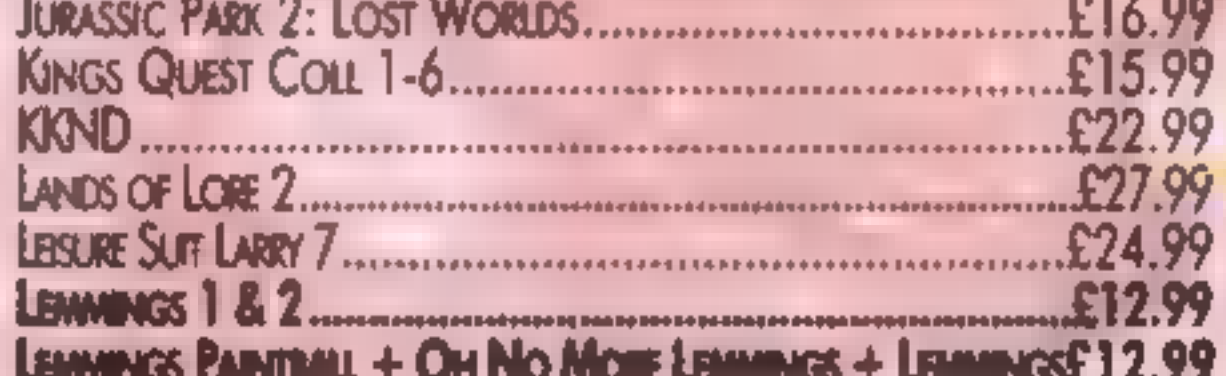 Jurassic Park 2: Lost Worlds..........£16.99
Kings Quest Coll 1-6..........£15.99
KKND..........£22.99
Lands of Lore 2..........£27.99
Leisure Suit Larry 7..........£24.99
Lemmings 1 & 2..........£12.99
Lemmings Paintball + Oh No More Lemmings + Lemmings£12.99